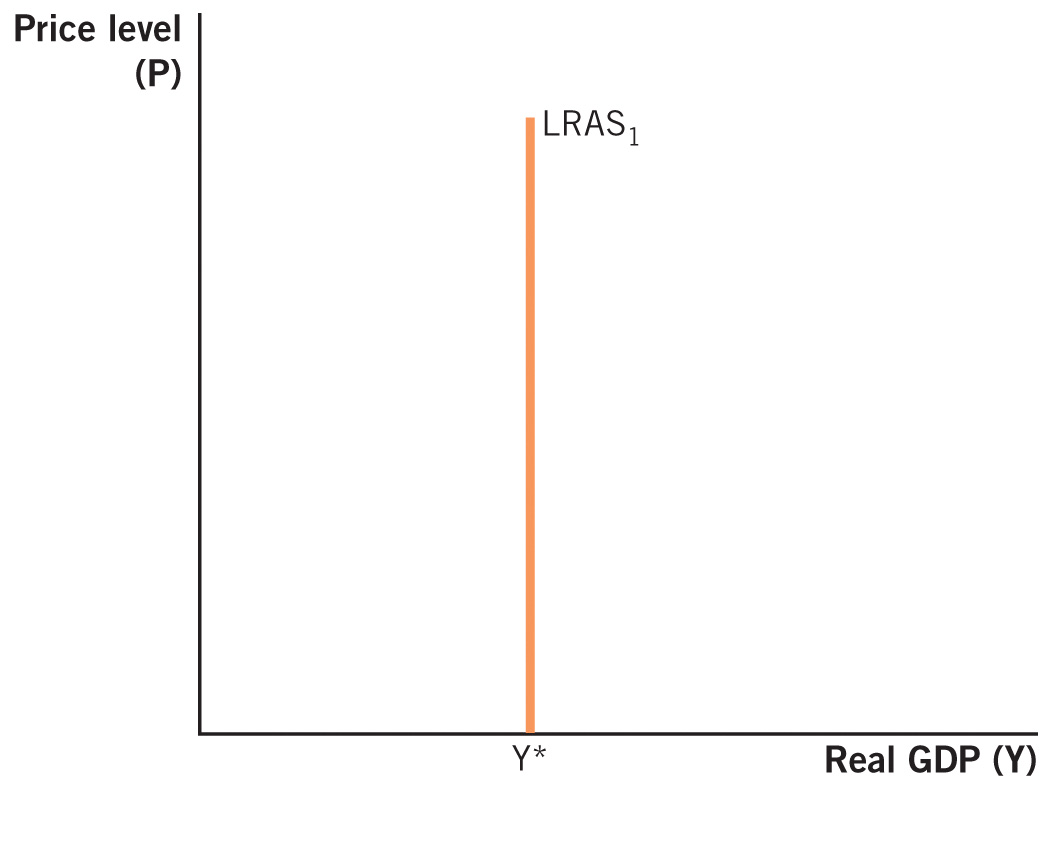 Price level
(P)
LRAS₁
Y*
Real GDP (Y)